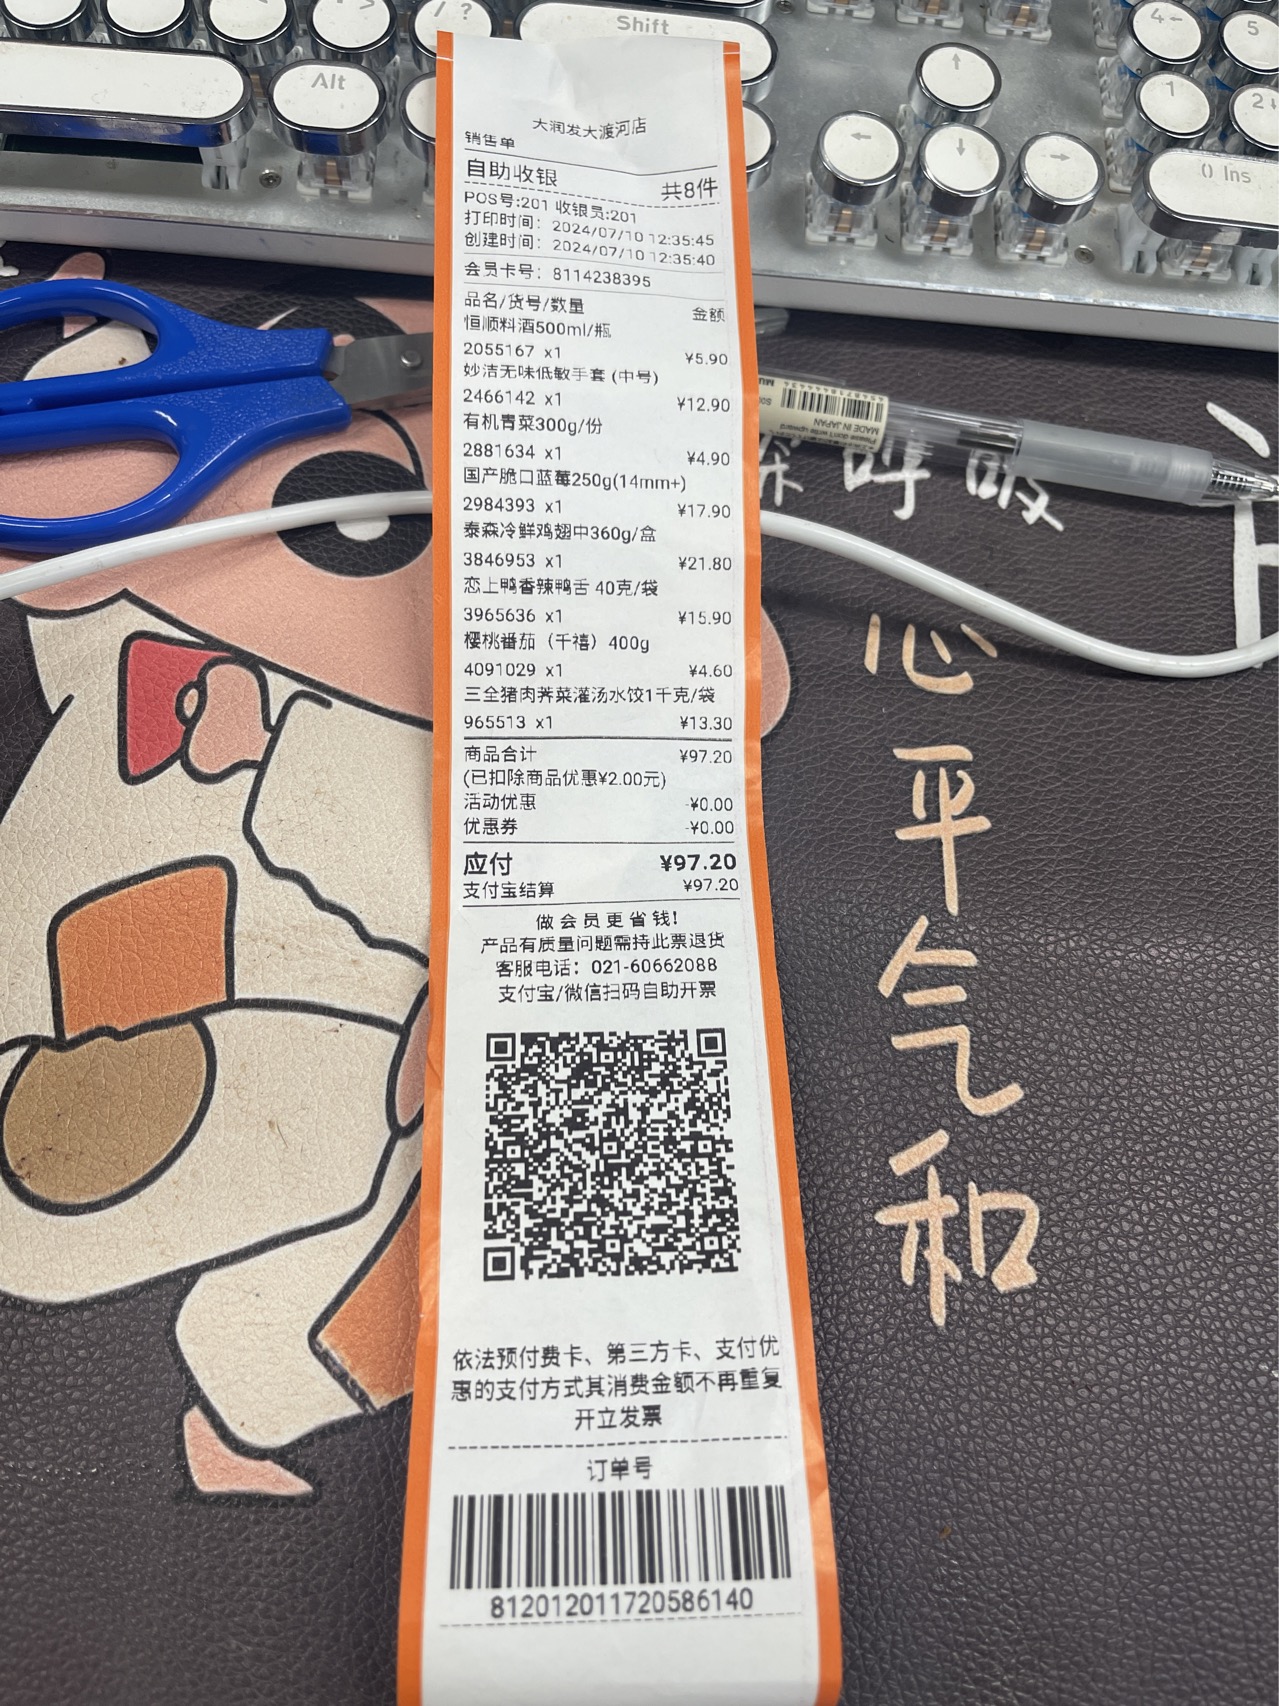 Shift
Alt
/ ?
>
4←
5
1
2↓
0 Ins
↑
←
↓
→
大润发大渡河店
销售单
自助收银 共8件
POS号:201 收银员:201
打印时间: 2024/07/10 12:35:45
创建时间: 2024/07/10 12:35:40
会员卡号: 8114238395
品名/货号/数量 金额
恒顺料酒500ml/瓶
2055167 x1 ¥5.90
妙洁无味低敏手套 (中号)
2466142 x1 ¥12.90
有机青菜300g/份
2881634 x1 ¥4.90
国产脆口蓝莓250g(14mm+)
2984393 x1 ¥17.90
泰森冷鲜鸡翅中360g/盒
3846953 x1 ¥21.80
恋上鸭香辣鸭舌 40克/袋
3965636 x1 ¥15.90
樱桃番茄（千禧）400g
4091029 x1 ¥4.60
三全猪肉荠菜灌汤水饺1千克/袋
965513 x1 ¥13.30
商品合计 ¥97.20
(已扣除商品优惠¥2.00元)
活动优惠 -¥0.00
优惠券 -¥0.00
应付 ¥97.20
支付宝结算 ¥97.20
做会员更省钱!
产品有质量问题需持此票退货
客服电话: 021-60662088
支付宝/微信扫码自助开票
依法预付费卡、第三方卡、支付优
惠的支付方式其消费金额不再重复
开立发票
订单号
812012011720586140
MADE IN JAPAN
Please don't write upward
深呼吸
心平气和